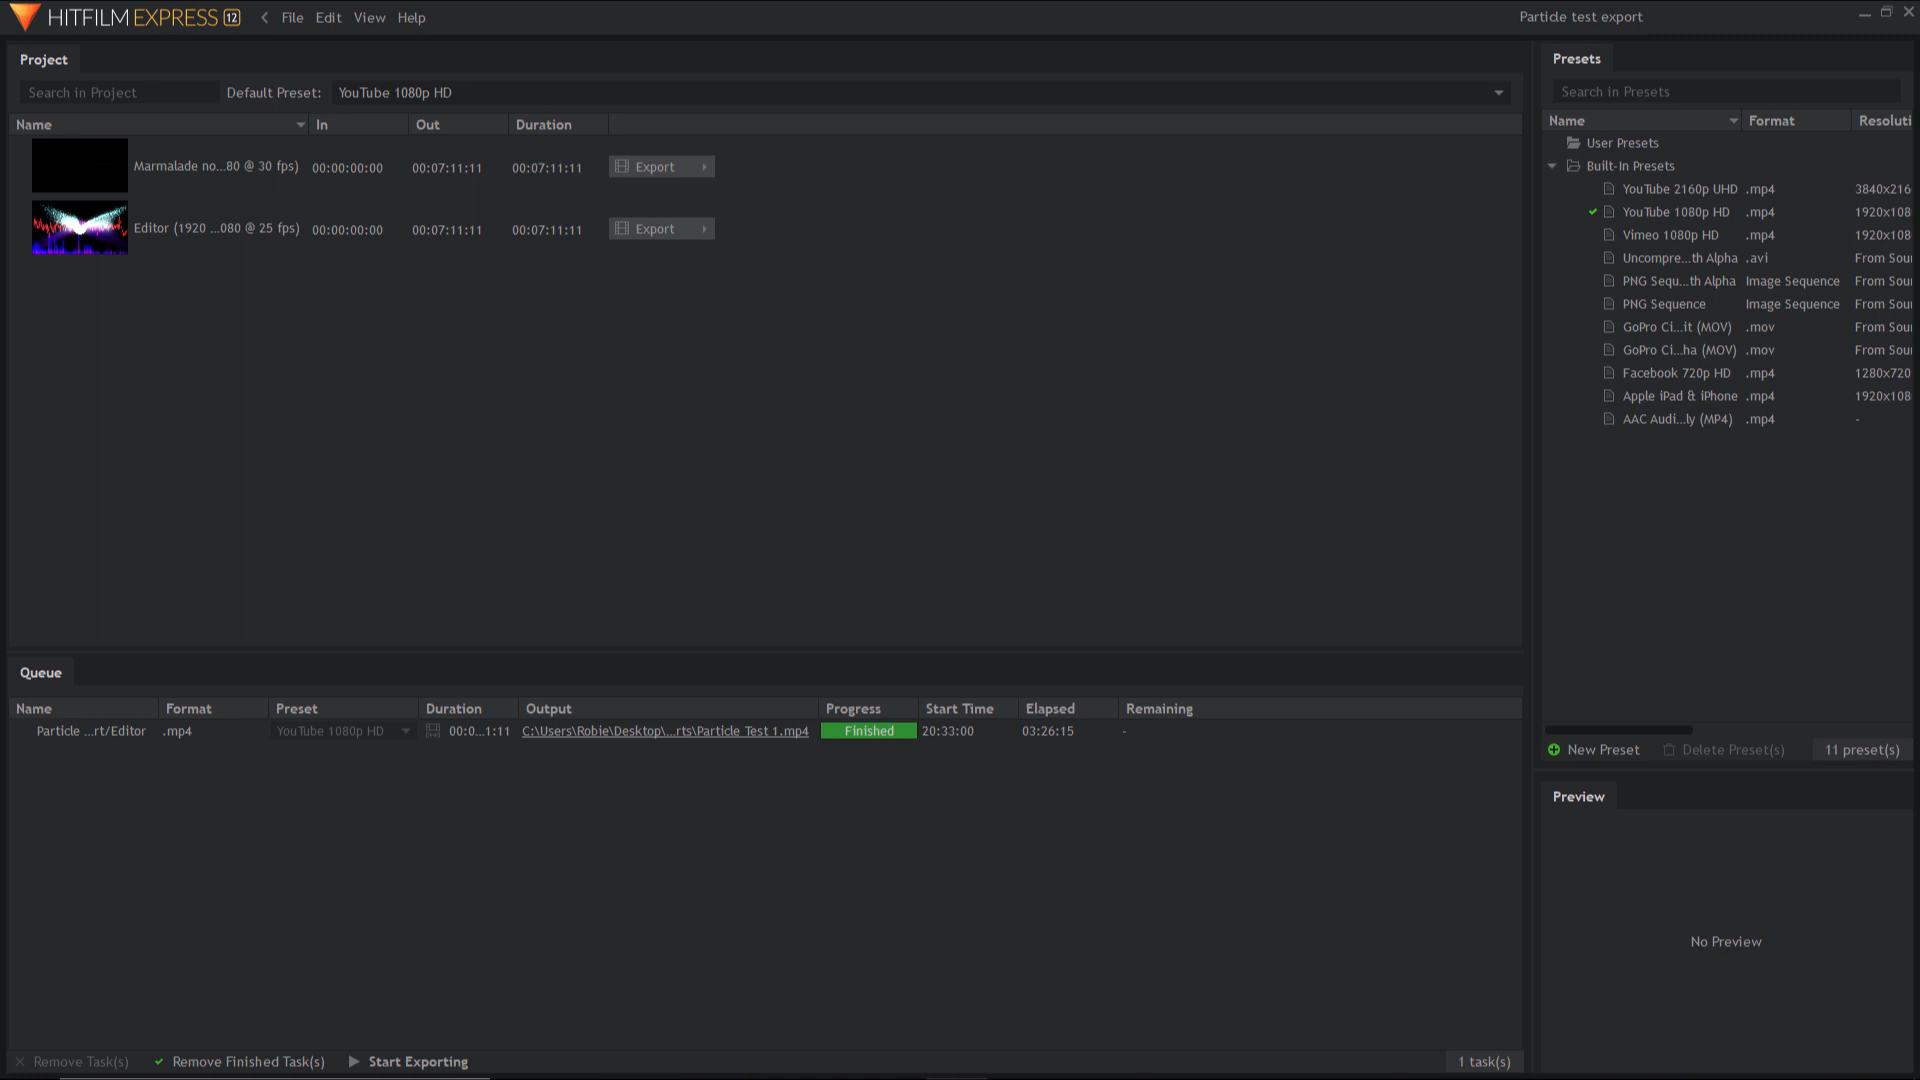 HITFILM EXPRESS 12 File Edit View Help Particle test export
Project
Search in Project Default Preset: YouTube 1080p HD
Name In Out Duration
Marmalade no...80 @ 30 fps) 00:00:00:00 00:07:11:11 00:07:11:11 Export
Editor (1920 ...080 @ 25 fps) 00:00:00:00 00:07:11:11 00:07:11:11 Export
Presets
Search in Presets
Name Format Resoluti
User Presets
Built-In Presets
YouTube 2160p UHD .mp4 3840x216
YouTube 1080p HD .mp4 1920x108
Vimeo 1080p HD .mp4 1920x108
Uncompre...th Alpha .avi From Sou
PNG Sequ...th Alpha Image Sequence From Sou
PNG Sequence Image Sequence From Sou
GoPro Ci...it (MOV) .mov From Sou
GoPro Ci...ha (MOV) .mov From Sou
Facebook 720p HD .mp4 1280x720
Apple iPad & iPhone .mp4 1920x108
AAC Audi...ly (MP4) .mp4 -
New Preset Delete Preset(s) 11 preset(s)
Queue
Name Format Preset Duration Output Progress Start Time Elapsed Remaining
Particle ...rt/Editor .mp4 YouTube 1080p HD 00:0...1:11 C:\Users\Robie\Desktop\...rts\Particle Test 1.mp4 Finished 20:33:00 03:26:15 -
Preview
No Preview
Remove Task(s) Remove Finished Task(s) Start Exporting 1 task(s)